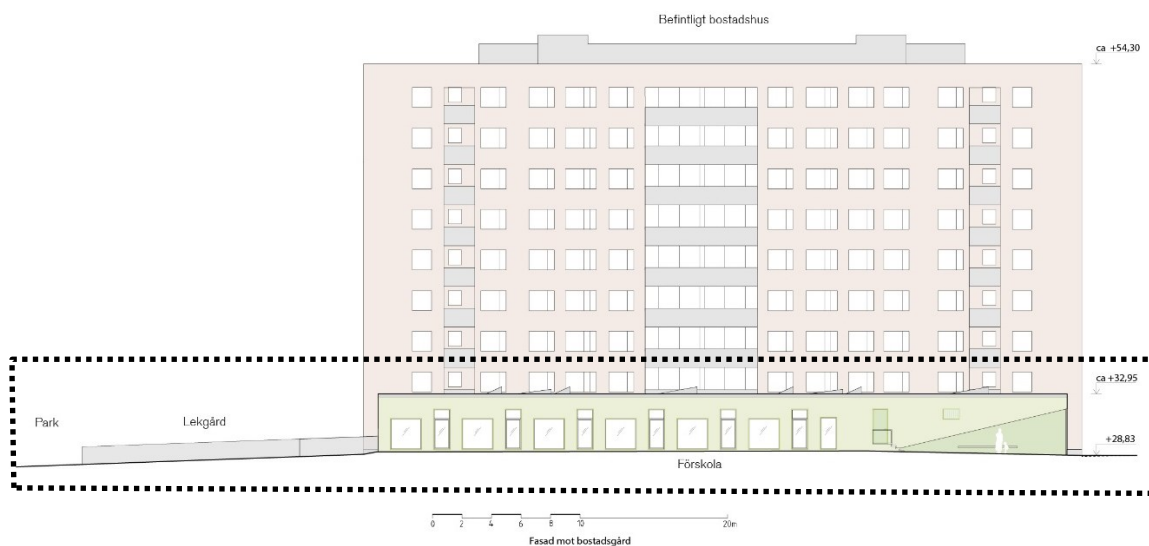 Befintligt bostadshus
ca +54,30
ca +32,95
Park
Lekgård
+28,83
Förskola
0 2 4 6 8 10 20m
Fasad mot bostadsgård